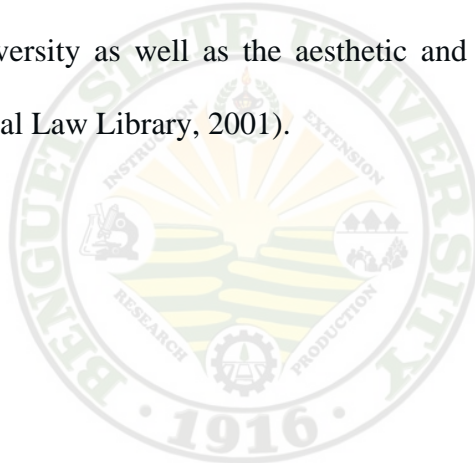 versity as well as the aesthetic and
al Law Library, 2001).
BENGUET STATE UNIVERSITY
INSTRUCTION
EXTENSION
RESEARCH
PRODUCTION
1916